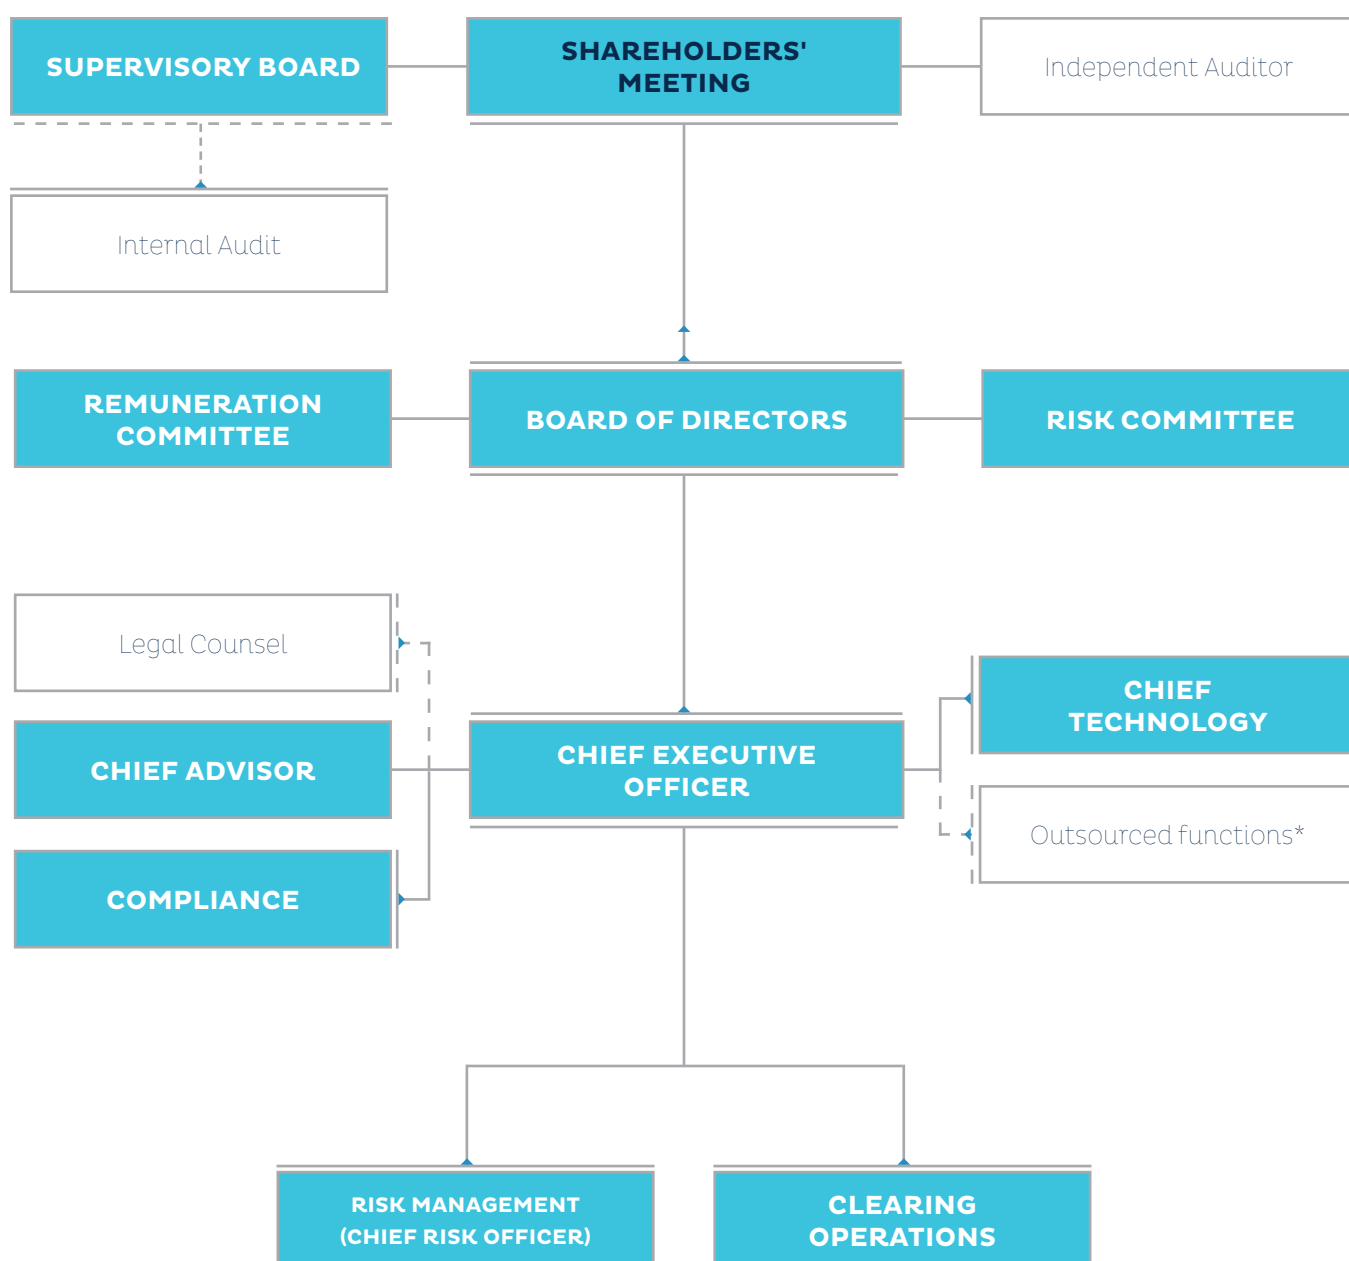 SUPERVISORY BOARD
SHAREHOLDERS'
MEETING
Independent Auditor
Internal Audit
REMUNERATION
COMMITTEE
BOARD OF DIRECTORS
RISK COMMITTEE
Legal Counsel
CHIEF
TECHNOLOGY
CHIEF ADVISOR
CHIEF EXECUTIVE
OFFICER
Outsourced functions*
COMPLIANCE
RISK MANAGEMENT
(CHIEF RISK OFFICER)
CLEARING
OPERATIONS